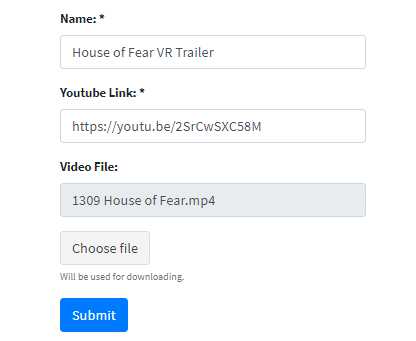 Name: *
House of Fear VR Trailer
Youtube Link: *
https://youtu.be/2SrCwSXC58M
Video File:
1309 House of Fear.mp4
Choose file
Will be used for downloading.
Submit